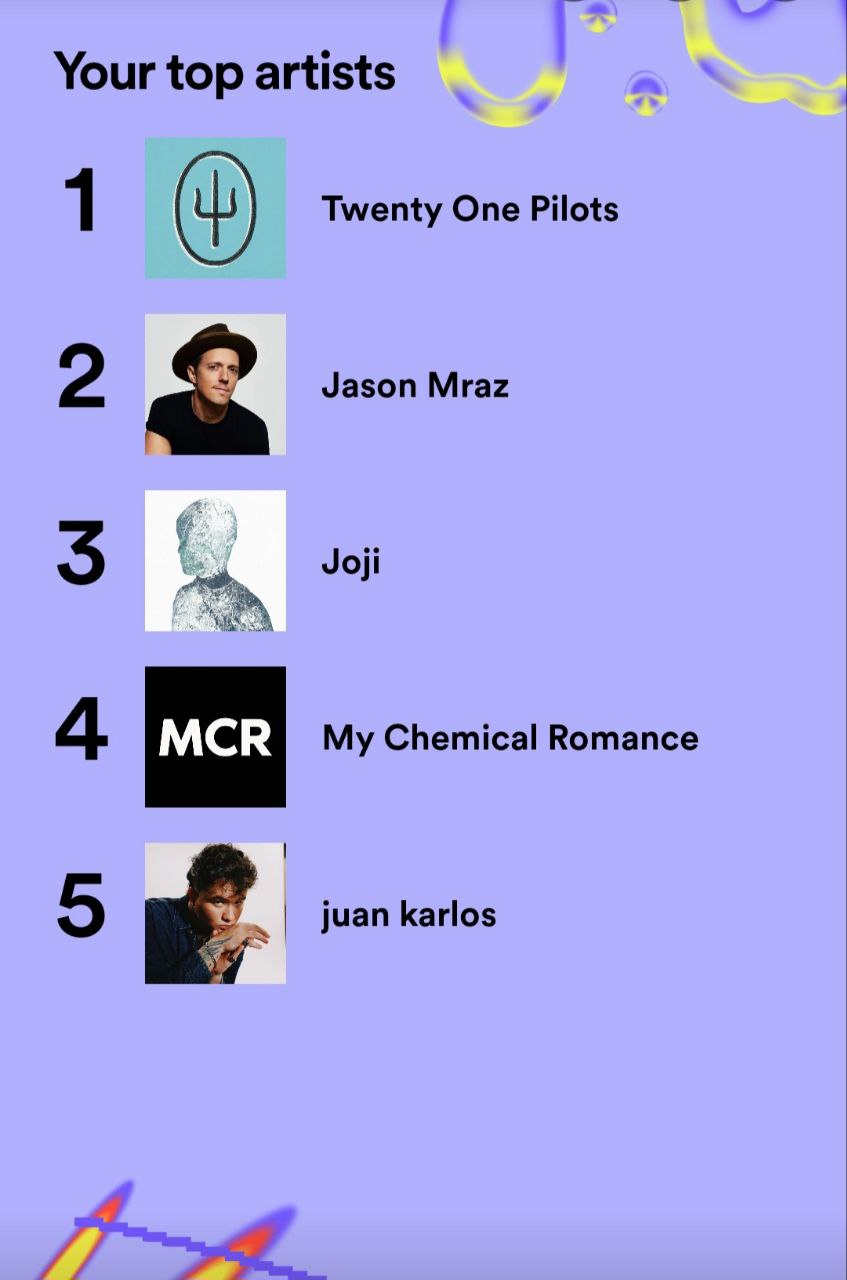 Your top artists
1 Twenty One Pilots
2 Jason Mraz
3 Joji
4 MCR My Chemical Romance
5 juan karlos